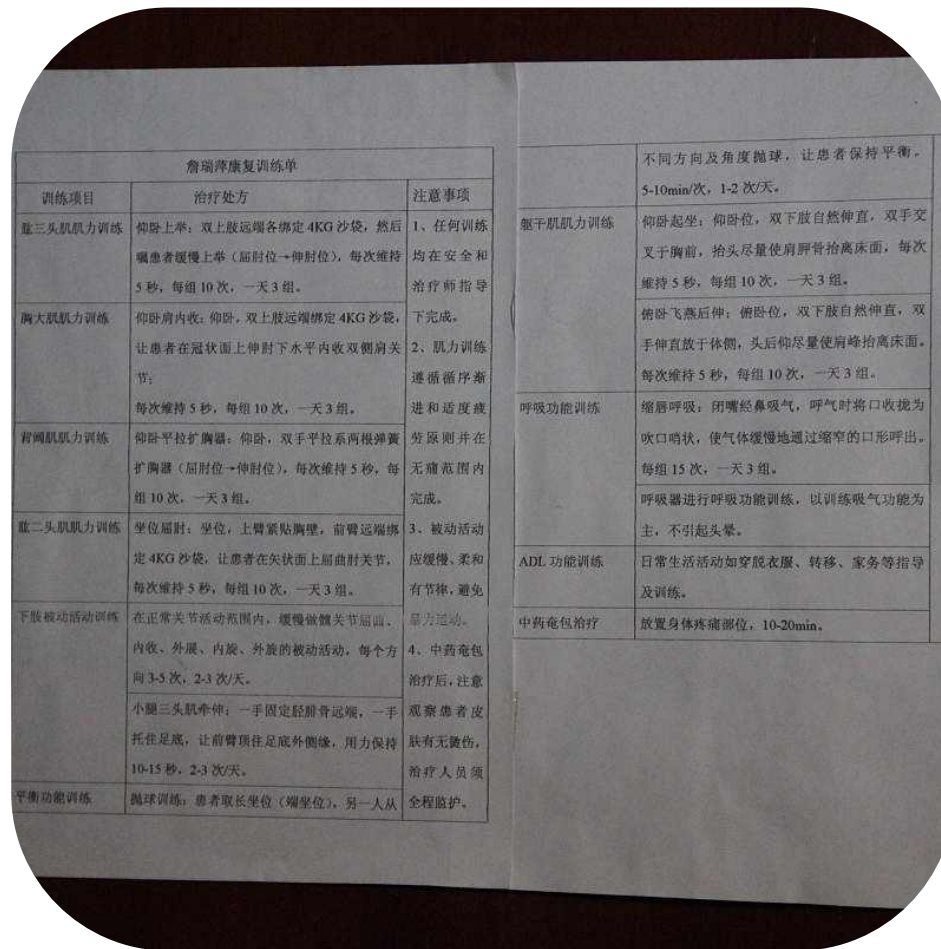 詹瑞萍康复训练单
训练项目
治疗处方
注意事项
肱三头肌肌力训练
仰卧上举：双上肢远端各绑定 4KG 沙袋，然后
嘱患者缓慢上举（屈肘位→伸肘位），每次维持
5 秒，每组 10 次，一天 3 组。
胸大肌肌力训练
仰卧肩内收：仰卧，双上肢远端绑定 4KG 沙袋，
让患者在冠状面上伸肘下水平内收双侧肩关
节；
每次维持 5 秒，每组 10 次，一天 3 组。
背阔肌肌力训练
仰卧平拉扩胸器：仰卧，双手平拉系两根弹簧
扩胸器（屈肘位→伸肘位），每次维持 5 秒，每
组 10 次，一天 3 组。
肱二头肌肌力训练
坐位屈肘：坐位，上臂紧贴胸壁，前臂远端绑
定 4KG 沙袋，让患者在矢状面上屈曲肘关节，
每次维持 5 秒，每组 10 次，一天 3 组。
下肢被动活动训练
在正常关节活动范围内，缓慢做髋关节屈曲、
内收、外展、内旋、外旋的被动活动，每个方
向 3-5 次，2-3 次/天。
小腿三头肌牵伸：一手固定胫腓骨远端，一手
托住足底，让前臂顶住足底外侧缘，用力保持
10-15 秒，2-3 次/天。
平衡功能训练
抛球训练：患者取长坐位（端坐位），另一人从
1、任何训练
均在安全和
治疗师指导
下完成。
2、肌力训练
遵循循序渐
进和适度疲
劳原则并在
无痛范围内
完成。
3、被动活动
应缓慢、柔和
有节律，避免
暴力运动。
4、中药奄包
治疗后，注意
观察患者皮
肤有无烫伤，
治疗人员须
全程监护。
不同方向及角度抛球，让患者保持平衡。
5-10min/次，1-2 次/天。
躯干肌肌力训练
仰卧起坐：仰卧位，双下肢自然伸直，双手交
叉于胸前，抬头尽量使肩胛骨抬离床面，每次
维持 5 秒，每组 10 次，一天 3 组。
俯卧飞燕后伸：俯卧位，双下肢自然伸直，双
手伸直放于体侧，头后仰尽量使肩峰抬离床面。
每次维持 5 秒，每组 10 次，一天 3 组。
呼吸功能训练
缩唇呼吸：闭嘴经鼻吸气，呼气时将口收拢为
吹口哨状，使气体缓慢地通过缩窄的口形呼出。
每组 15 次，一天 3 组。
呼吸器进行呼吸功能训练，以训练吸气功能为
主，不引起头晕。
ADL 功能训练
日常生活活动如穿脱衣服、转移、家务等指导
及训练。
中药奄包治疗
放置身体疼痛部位，10-20min。